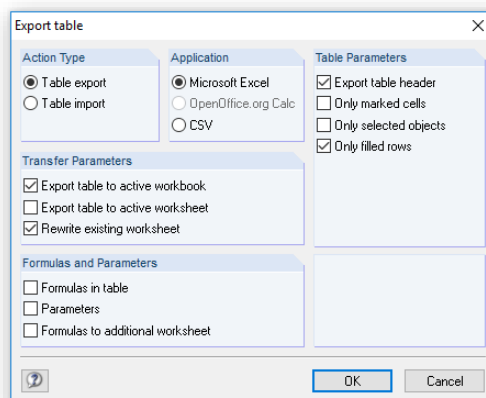 Export table
Action Type
Table export
Table import
Application
Microsoft Excel
OpenOffice.org Calc
CSV
Table Parameters
Export table header
Only marked cells
Only selected objects
Only filled rows
Transfer Parameters
Export table to active workbook
Export table to active worksheet
Rewrite existing worksheet
Formulas and Parameters
Formulas in table
Parameters
Formulas to additional worksheet
OK
Cancel